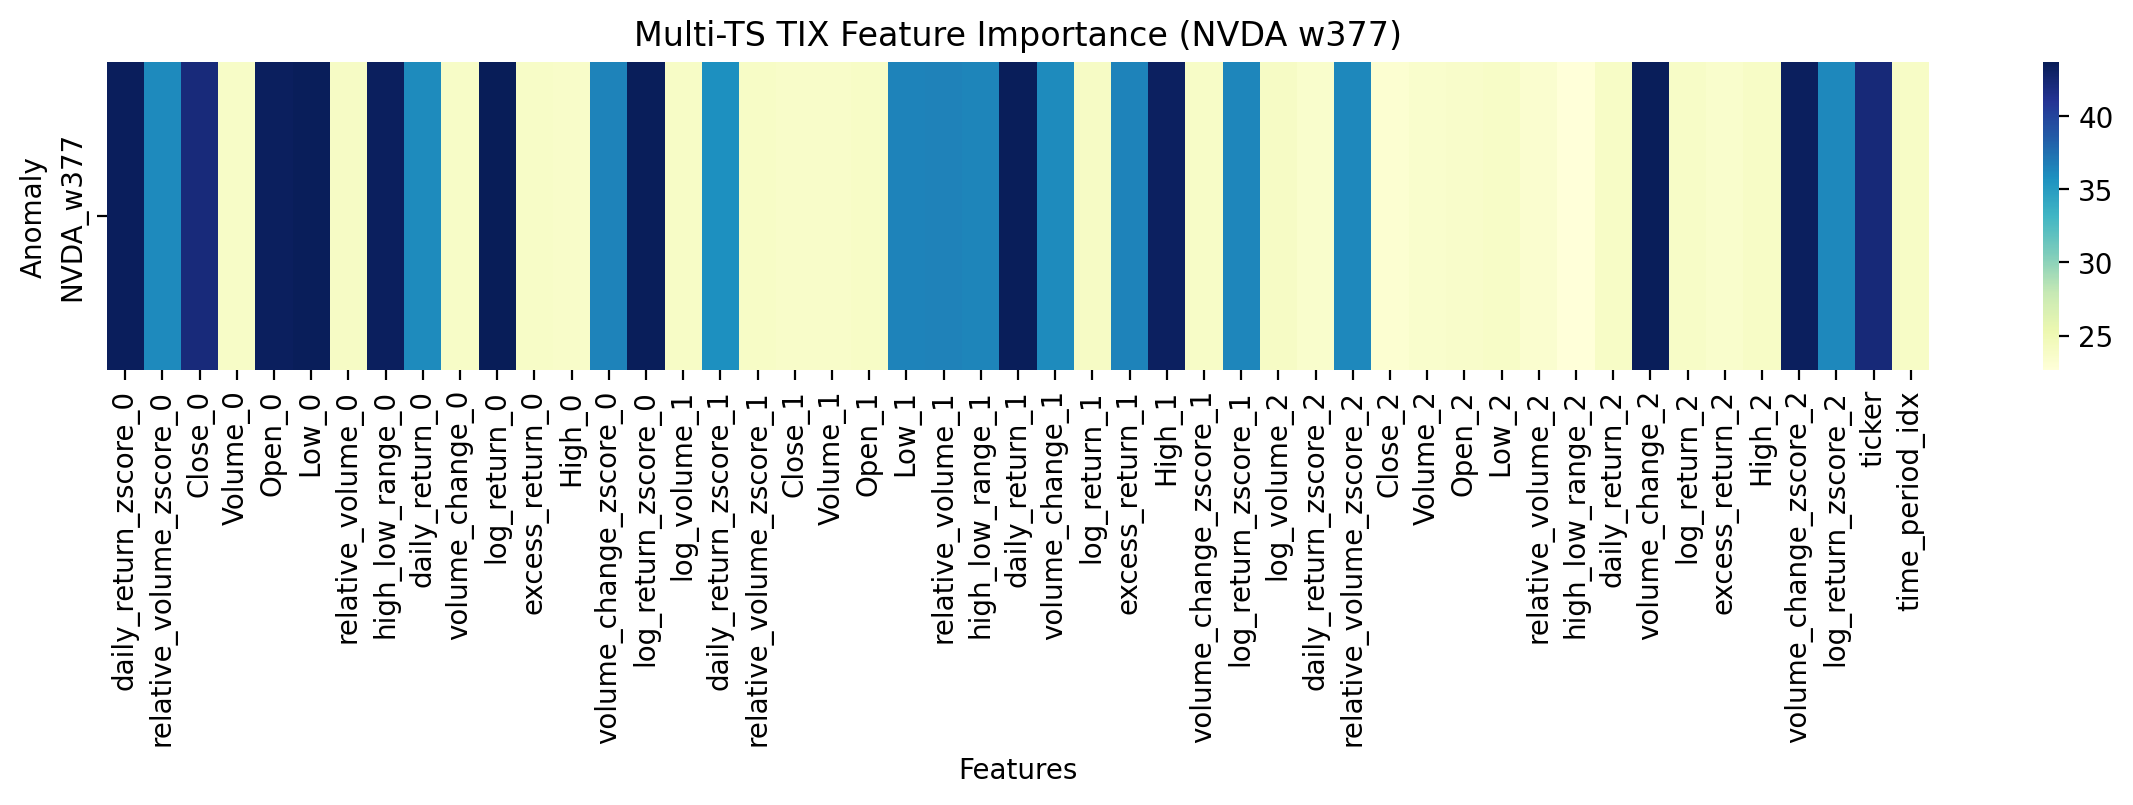 Multi-TS TIX Feature Importance (NVDA w377)
Anomaly
NVDA_w377
40
35
30
25
daily_return_zscore_0
relative_volume_zscore_0
Close_0
Volume_0
Open_0
Low_0
relative_volume_0
high_low_range_0
daily_return_0
volume_change_0
log_return_0
excess_return_0
High_0
volume_change_zscore_0
log_return_zscore_0
log_volume_1
daily_return_zscore_1
relative_volume_zscore_1
Close_1
Volume_1
Open_1
Low_1
relative_volume_1
high_low_range_1
daily_return_1
volume_change_1
log_return_1
excess_return_1
High_1
volume_change_zscore_1
log_return_zscore_1
log_volume_2
daily_return_zscore_2
relative_volume_zscore_2
Close_2
Volume_2
Open_2
Low_2
relative_volume_2
high_low_range_2
daily_return_2
volume_change_2
log_return_2
excess_return_2
High_2
volume_change_zscore_2
log_return_zscore_2
ticker
time_period_idx
Features